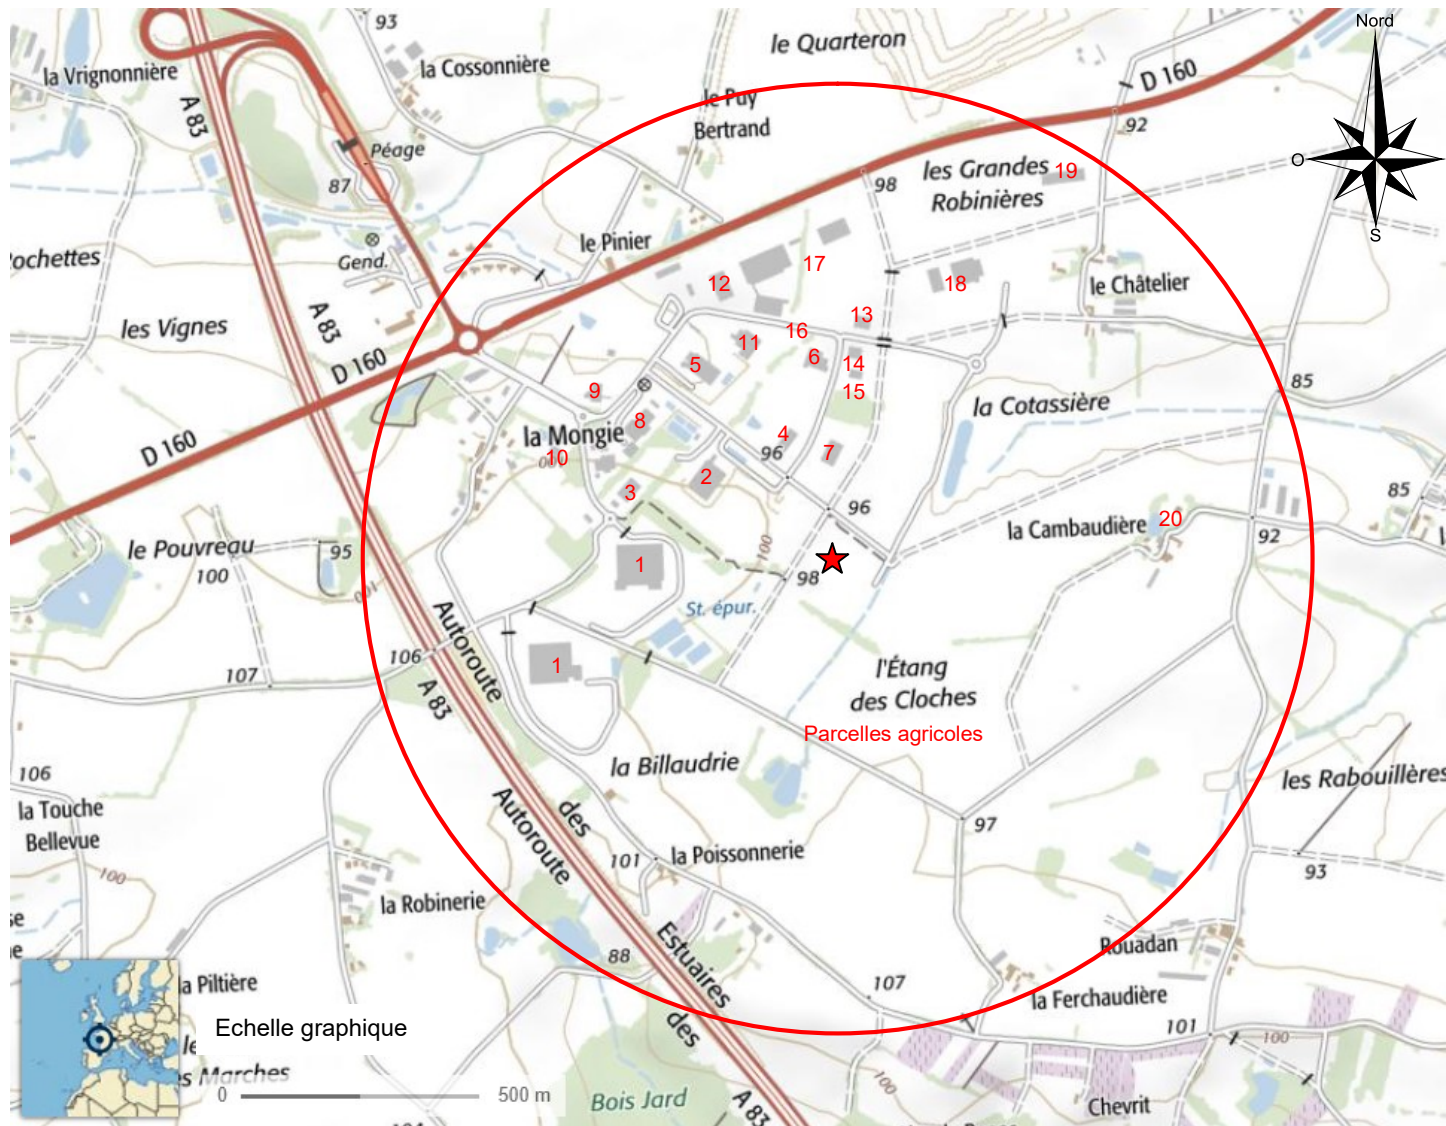 Nord
93
la Cossonnière
le Quarteron
la Vrignonnière
D 160
A 83
le Puy
Bertrand
92
Péage
O
87
98
les Grandes
19
Robinières
S
le Pinier
ochettes
Gend.
17
12
18
le Châtelier
13
les Vignes
A 83
16
11
6
14
5
D 160
15
9
85
la Cotassière
8
la Mongie
4
D 160
96
7
10
2
3
85
96
20
la Cambaudière
92
le Pouvreau
95
100
100
1
98
St. épur.
Autoroute
106
1
107
l'Étang
des Cloches
A 83
Parcelles agricoles
la Billaudrie
106
les Rabouillères
la Touche
Bellevue
Autoroute
des
97
101
la Poissonnerie
93
100
la Robinerie
se
e
Estuaires
Rouadan
88
la Piltière
107
la Ferchaudière
Echelle graphique
des
101
100
le
s Marches
100
0
500 m
Bois Jard
A 83
Chevrit